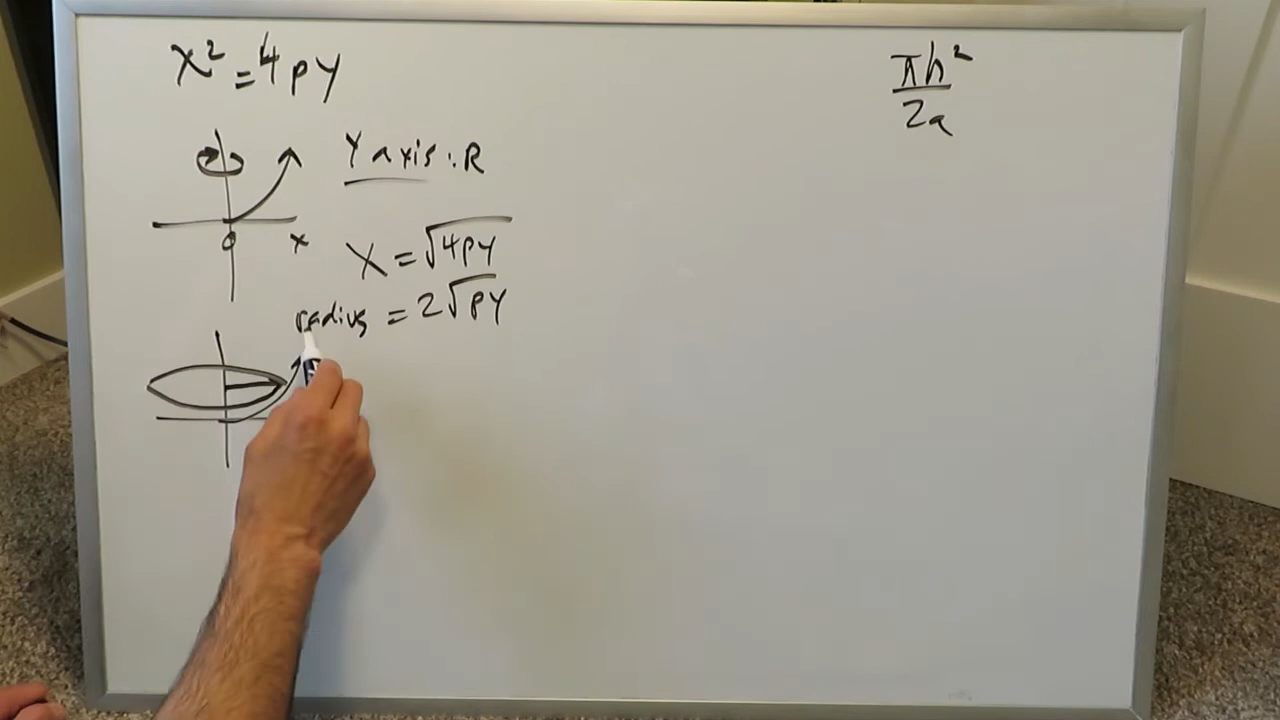 x² = 4py
πh²
2a
Y axis : R
x
0
X = √4py
radius = 2√py